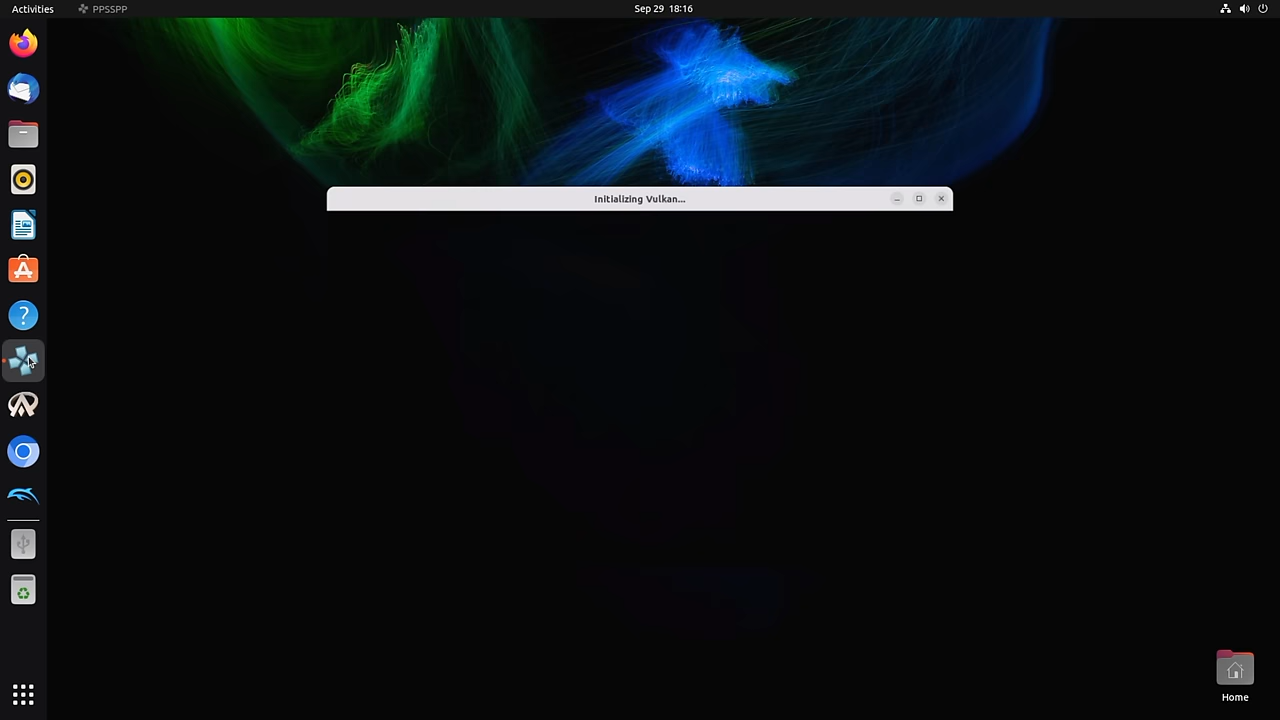 Activities
PPSSPP
Sep 29 18:16
Initializing Vulkan...
Home